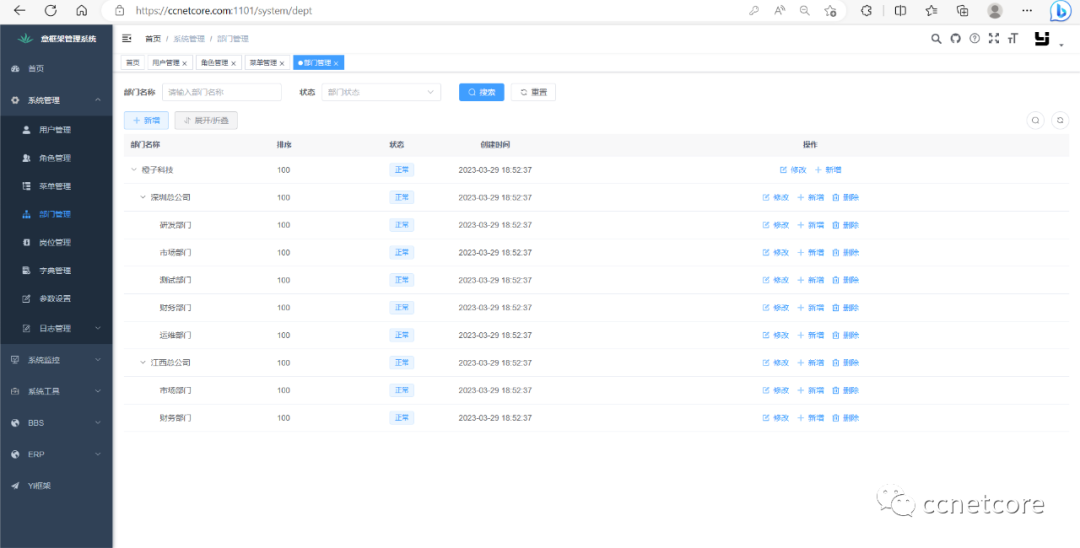 https://ccnetcore.com:1101/system/dept
意框架管理系统
首页 / 系统管理 / 部门管理
首页 用户管理 × 角色管理 × 菜单管理 × 部门管理 ×
首页
系统管理
用户管理
角色管理
菜单管理
部门管理
岗位管理
字典管理
参数设置
日志管理
系统监控
系统工具
BBS
ERP
Yi框架
部门名称 请输入部门名称 状态 部门状态 搜索 重置
+ 新增 展开/折叠
部门名称 排序 状态 创建时间 操作
橙子科技 100 正常 2023-03-29 18:52:37 修改 + 新增
深圳总公司 100 正常 2023-03-29 18:52:37 修改 + 新增 删除
研发部门 100 正常 2023-03-29 18:52:37 修改 + 新增 删除
市场部门 100 正常 2023-03-29 18:52:37 修改 + 新增 删除
测试部门 100 正常 2023-03-29 18:52:37 修改 + 新增 删除
财务部门 100 正常 2023-03-29 18:52:37 修改 + 新增 删除
运维部门 100 正常 2023-03-29 18:52:37 修改 + 新增 删除
江西总公司 100 正常 2023-03-29 18:52:37 修改 + 新增 删除
市场部门 100 正常 2023-03-29 18:52:37 修改 + 新增 删除
财务部门 100 正常 2023-03-29 18:52:37 修改 + 新增 删除
ccnetcore